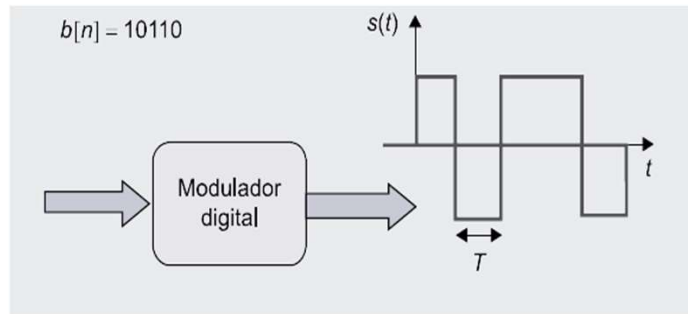 b[n] = 10110
s(t)
t
Modulador
digital
T